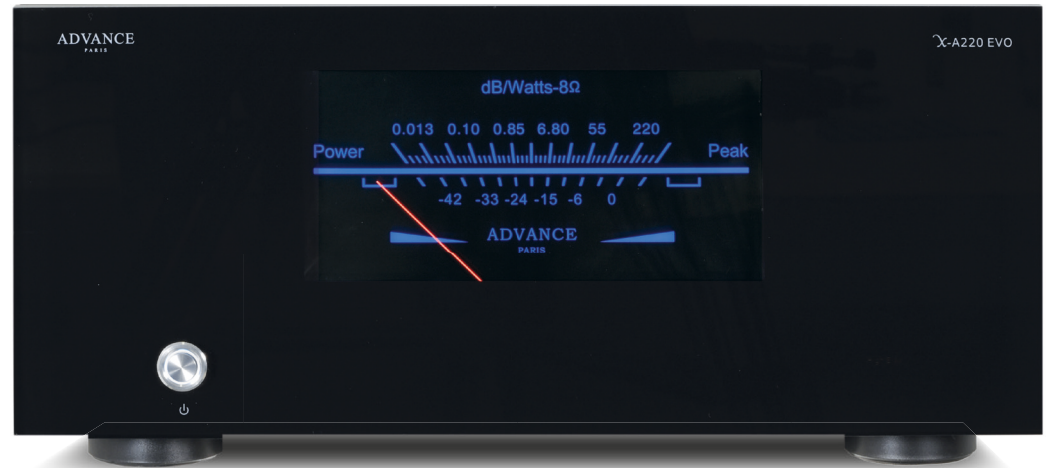 ADVANCE
PARIS
X-A220 EVO
dB/Watts-8Ω
0.013 0.10 0.85 6.80 55 220
Power
Peak
-42 -33 -24 -15 -6 0
ADVANCE
PARIS